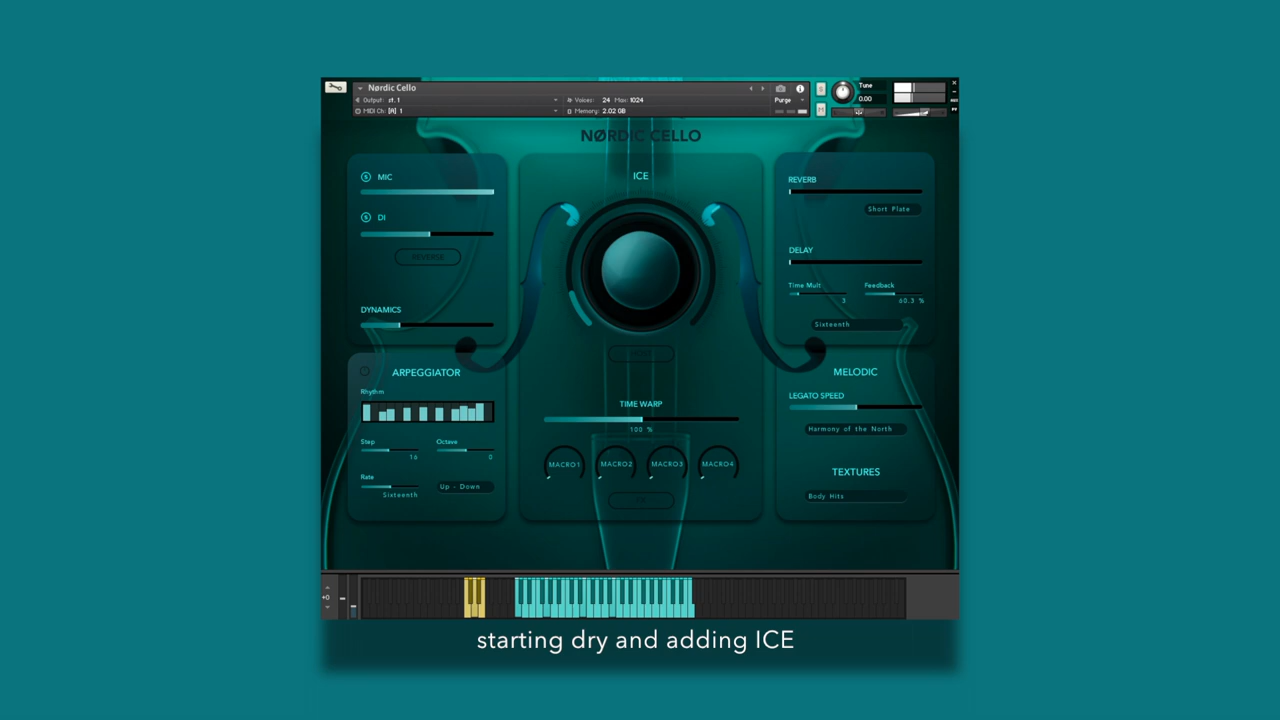 Nørdic Cello
Output: st. 1
Voices: 24 Max: 1024
Purge
MIDI Ch: [A] 1
Memory: 2.02 GB
S
M
Tune
0.00
NØRDIC CELLO
S MIC
S DI
REVERSE
DYNAMICS
ICE
REVERB
Short Plate
DELAY
Time Mult
3
Feedback
60.3 %
Sixteenth
ARPEGGIATOR
Rhythm
Step
16
Octave
0
Rate
Sixteenth
Up - Down
TIME WARP
100 %
MACRO1
MACRO2
MACRO3
MACRO4
MELODIC
LEGATO SPEED
Harmony of the North
TEXTURES
Body Hits
+0
starting dry and adding ICE